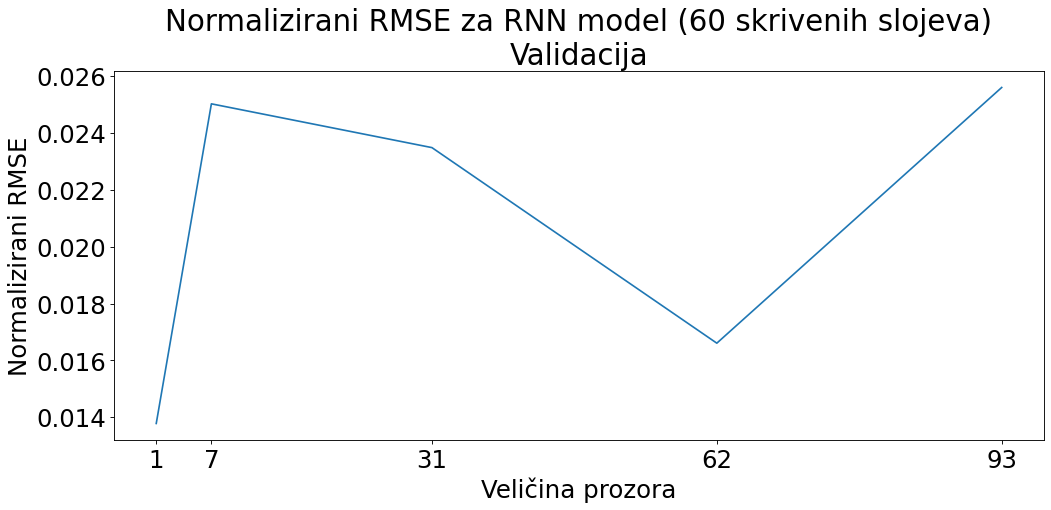 Normalizirani RMSE za RNN model (60 skrivenih slojeva)
Validacija
Normalizirani RMSE
0.026
0.024
0.022
0.020
0.018
0.016
0.014
1 7 31 62 93
Veličina prozora